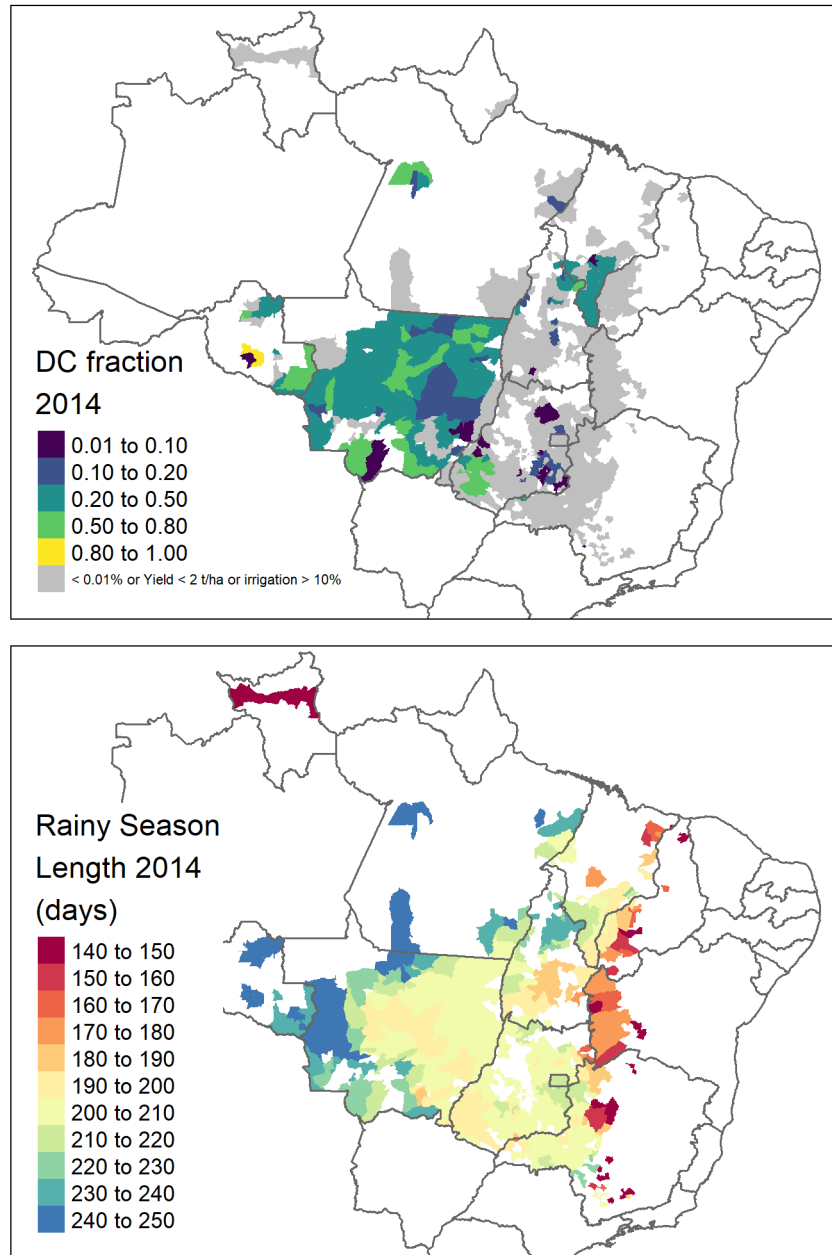 DC fraction
2014
0.01 to 0.10
0.10 to 0.20
0.20 to 0.50
0.50 to 0.80
0.80 to 1.00
< 0.01% or Yield < 2 t/ha or irrigation > 10%
Rainy Season
Length 2014
(days)
140 to 150
150 to 160
160 to 170
170 to 180
180 to 190
190 to 200
200 to 210
210 to 220
220 to 230
230 to 240
240 to 250